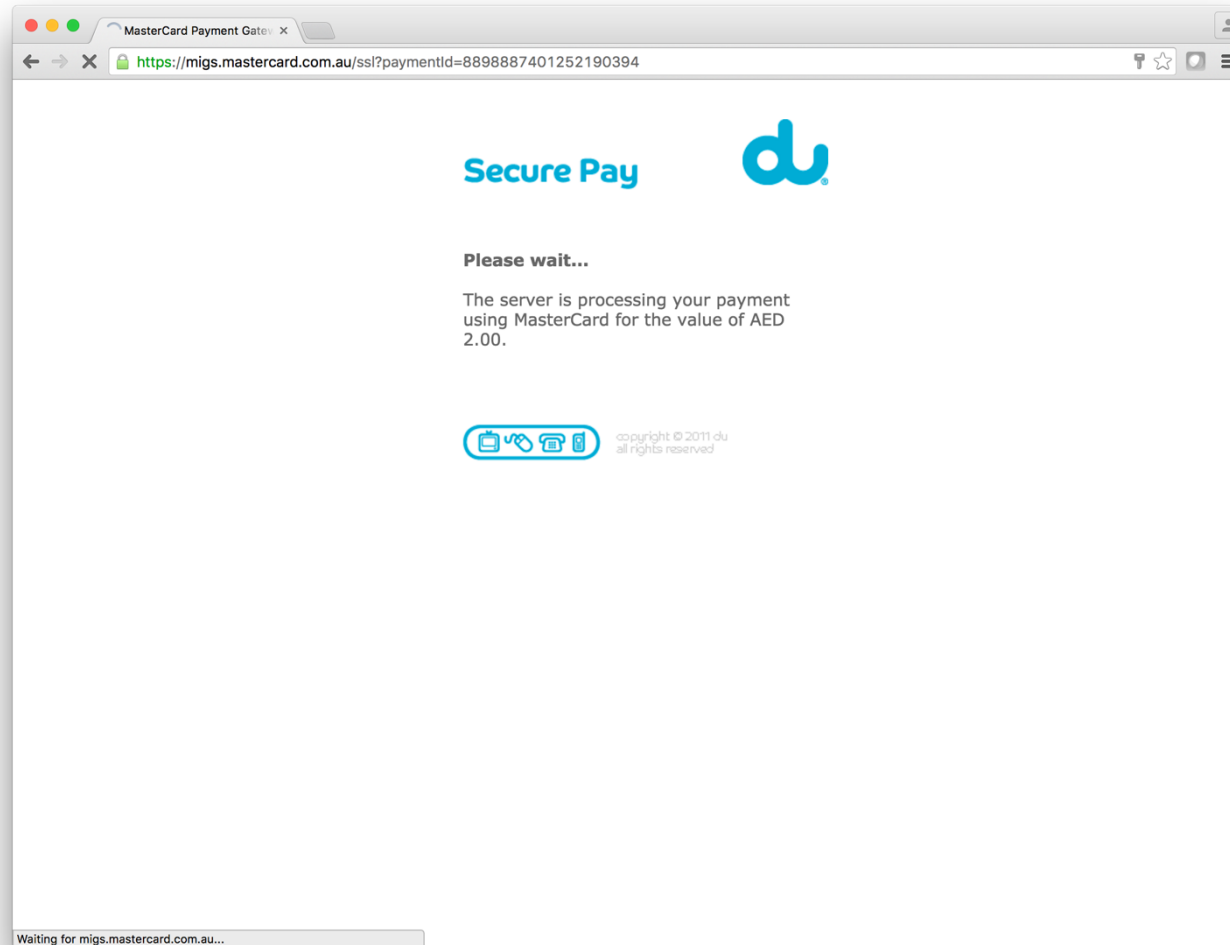 MasterCard Payment Gatew
https://migs.mastercard.com.au/ssl?paymentId=8898887401252190394
Secure Pay
du
Please wait...
The server is processing your payment
using MasterCard for the value of AED
2.00.
copyright © 2011 du
all rights reserved
Waiting for migs.mastercard.com.au...